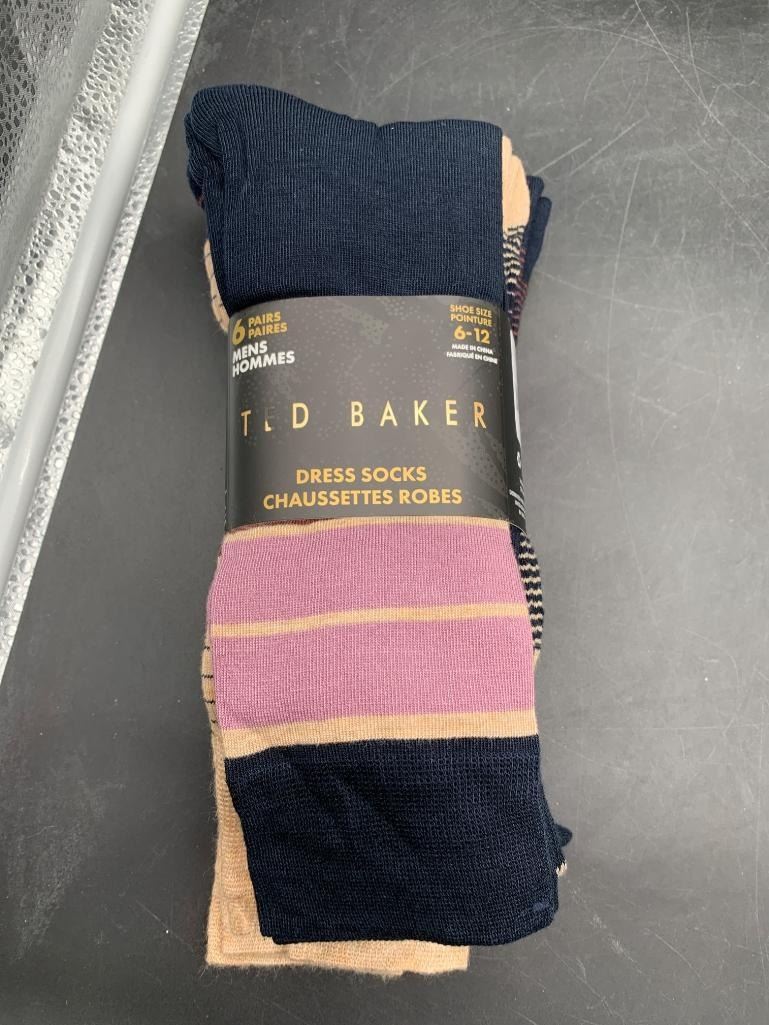 6 PAIRS
PAIRES
MENS
HOMMES
SHOE SIZE
POINTURE
6-12
MADE IN CHINA
FABRIQUÉ EN CHINE
TED BAKER
DRESS SOCKS
CHAUSSETTES ROBES